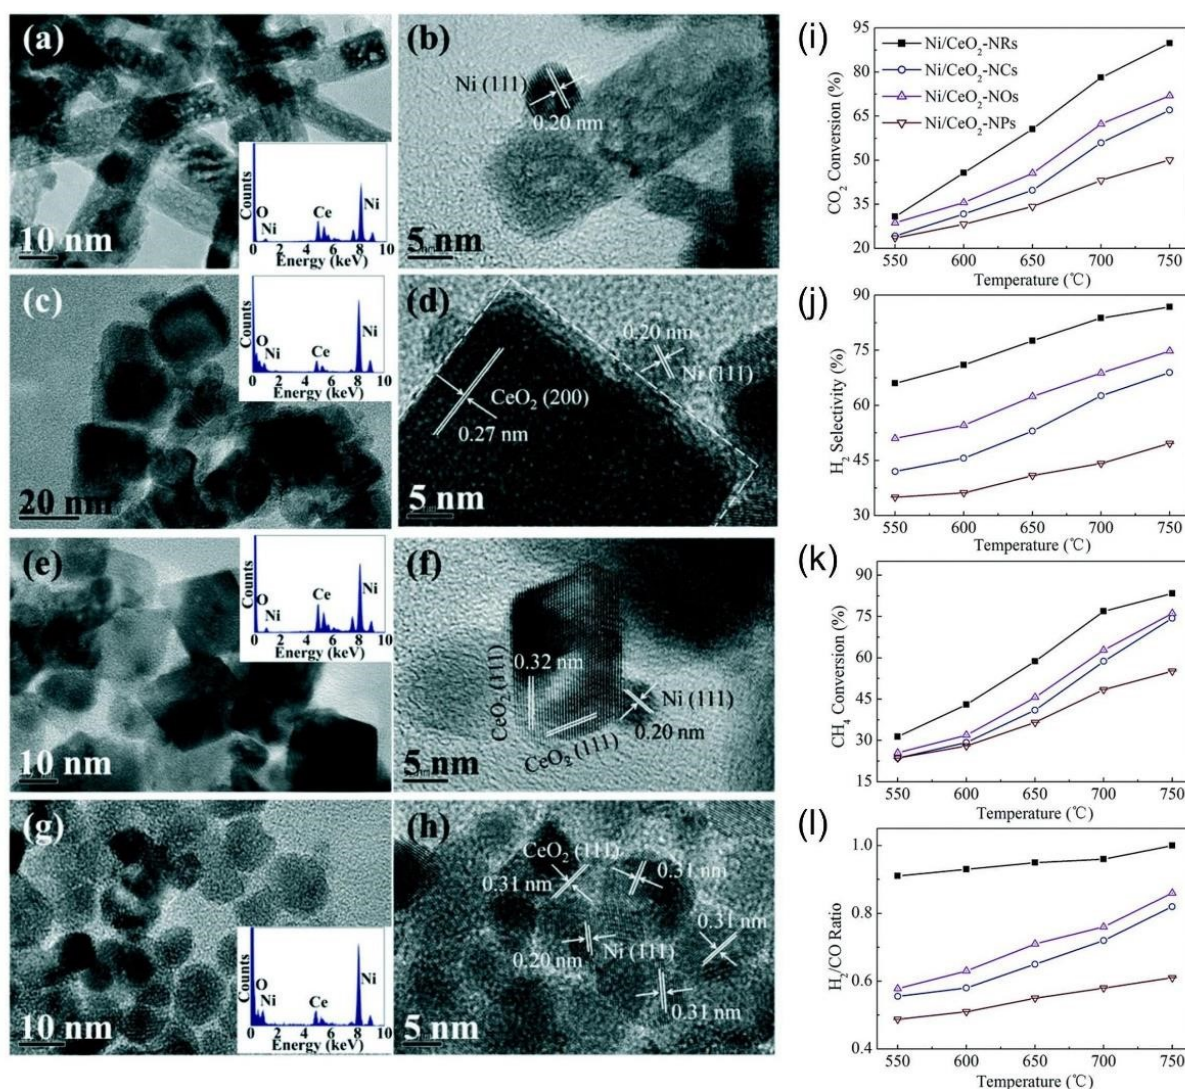 (a)
10 nm
Counts
O
Ni
Ce
Ni
0 2 4 6 8 10
Energy (keV)
(b)
Ni (111)
0.20 nm
5 nm
(c)
20 nm
Counts
O
Ni
Ce
Ni
0 2 4 6 8 10
Energy (keV)
(d)
CeO2 (200)
0.27 nm
0.20 nm
Ni (111)
5 nm
(e)
10 nm
Counts
O
Ni
Ce
Ni
0 2 4 6 8 10
Energy (keV)
(f)
0.32 nm
CeO2 (111)
CeO2 (111)
Ni (111)
0.20 nm
5 nm
(g)
10 nm
Counts
O
Ni
Ce
Ni
0 2 4 6 8 10
Energy (keV)
(h)
CeO2 (111)
0.31 nm
0.31 nm
0.31 nm
Ni (111)
0.20 nm
0.31 nm
5 nm
(i)
CO2 Conversion (%)
95
80
65
50
35
20
Ni/CeO2-NRs
Ni/CeO2-NCs
Ni/CeO2-NOs
Ni/CeO2-NPs
550 600 650 700 750
Temperature (℃)
(j)
H2 Selectivity (%)
90
75
60
45
30
550 600 650 700 750
Temperature (℃)
(k)
CH4 Conversion (%)
90
75
60
45
30
15
550 600 650 700 750
Temperature (℃)
(l)
H2/CO Ratio
1.0
0.8
0.6
0.4
550 600 650 700 750
Temperature (℃)